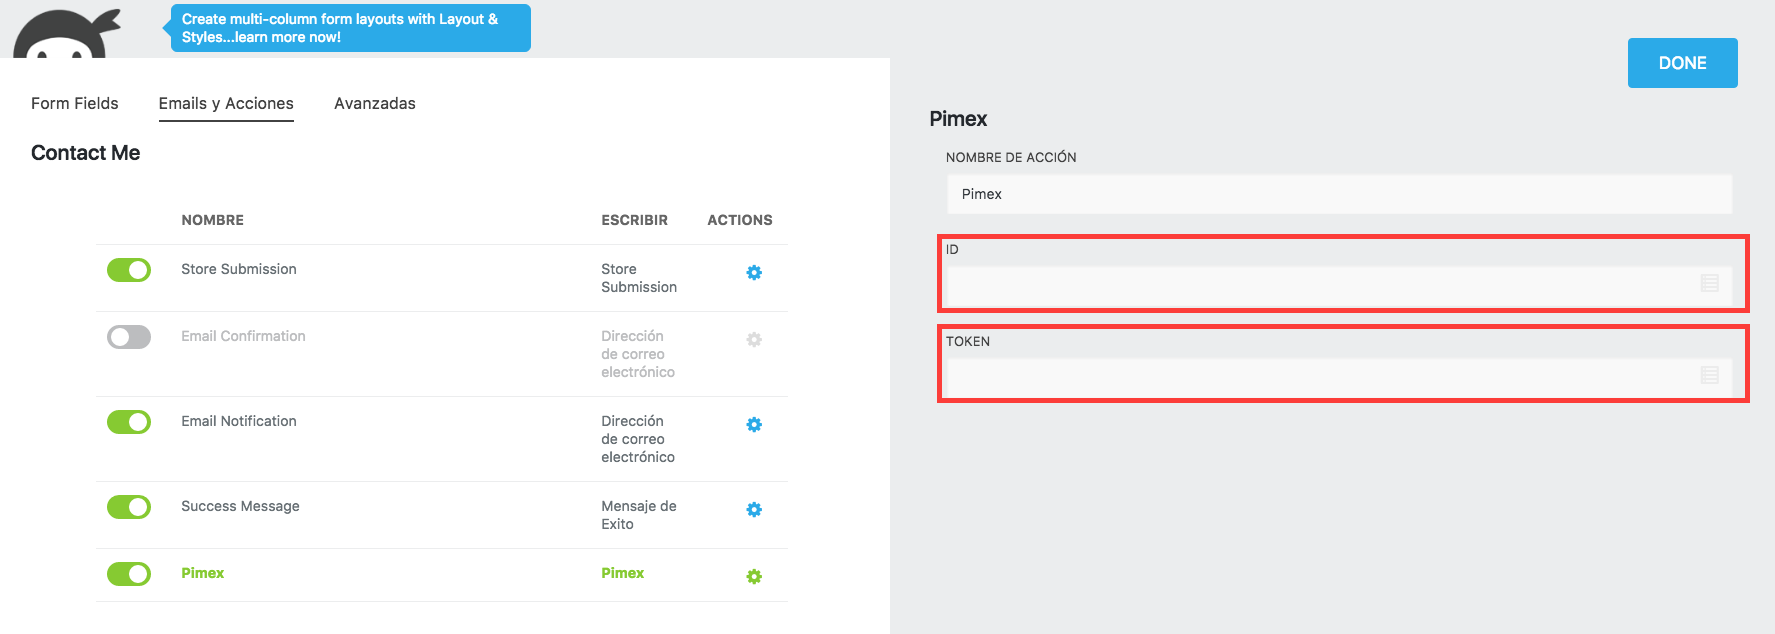 Create multi-column form layouts with Layout &
Styles...learn more now!
DONE
Form Fields
Emails y Acciones
Avanzadas
Contact Me
NOMBRE
ESCRIBIR
ACTIONS
Store Submission
Store
Submission
Email Confirmation
Dirección
de correo
electrónico
Email Notification
Dirección
de correo
electrónico
Success Message
Mensaje de
Exito
Pimex
Pimex
Pimex
NOMBRE DE ACCIÓN
Pimex
ID
TOKEN